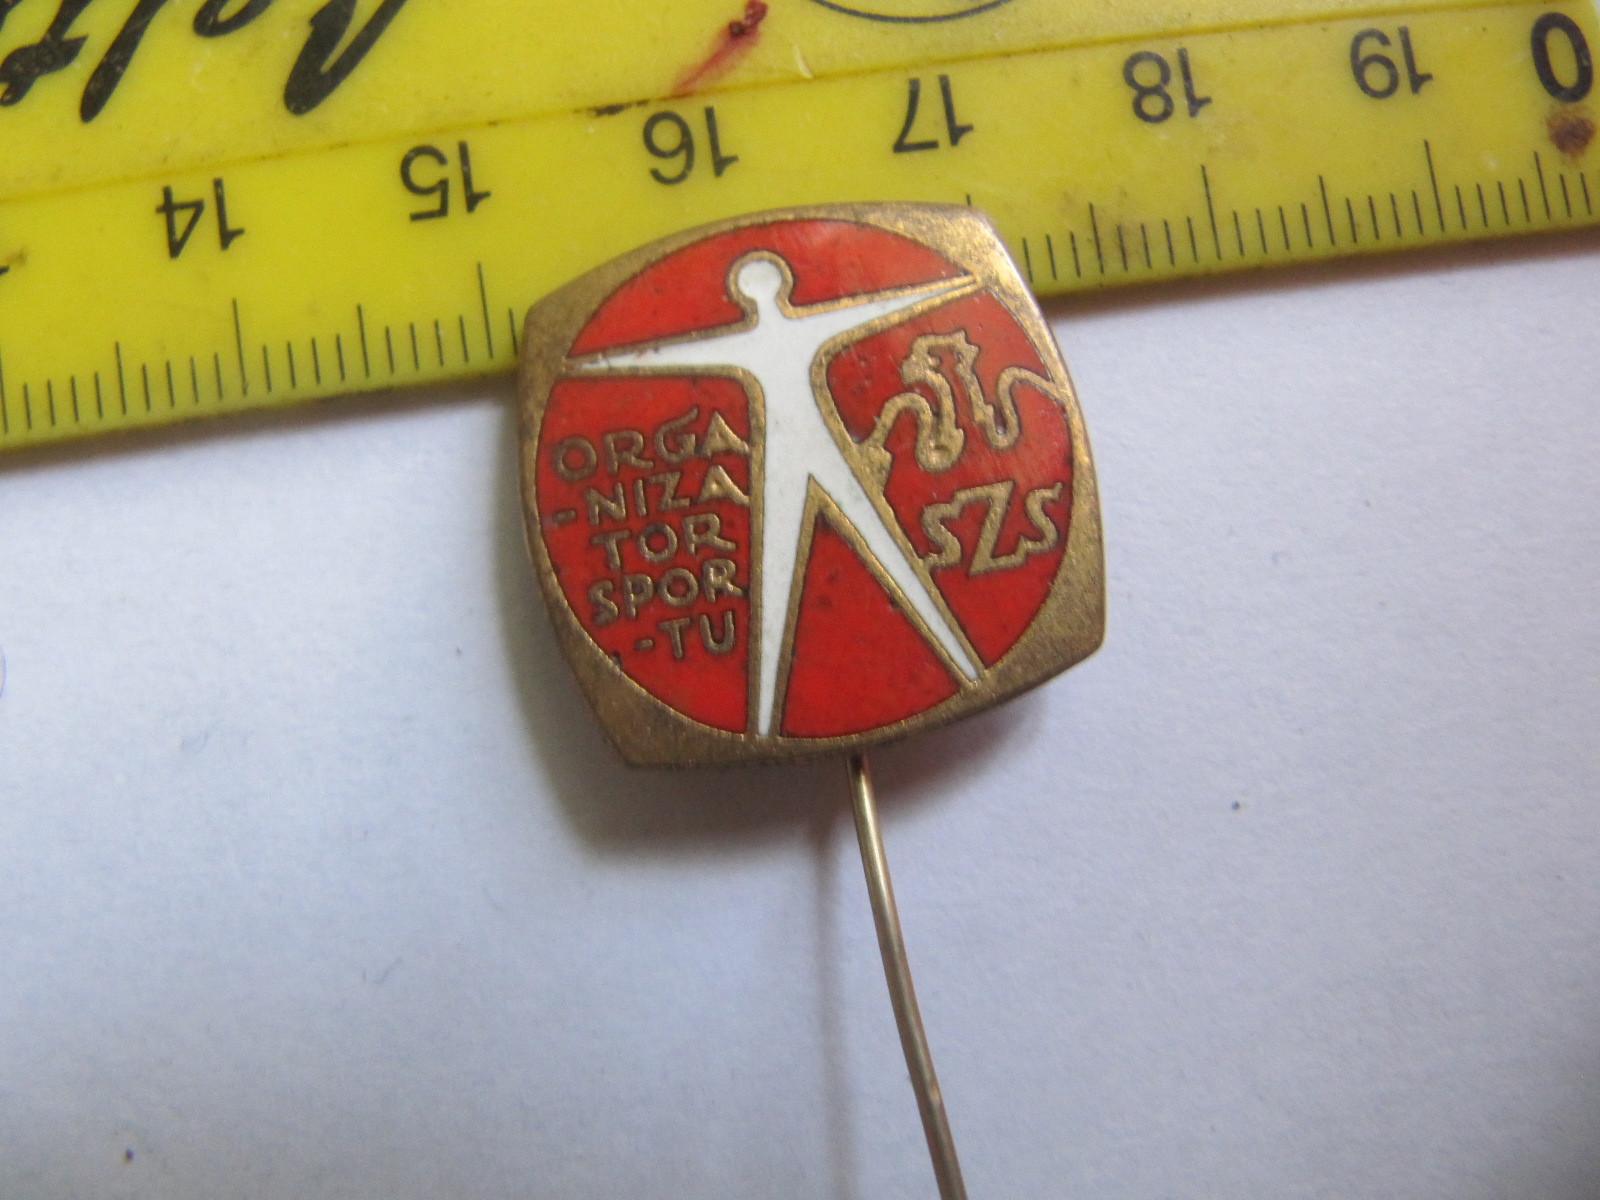 14 15 16 17 18 19 0
ORGA
-NIZA
TOR
SPOR
-TU
SZS